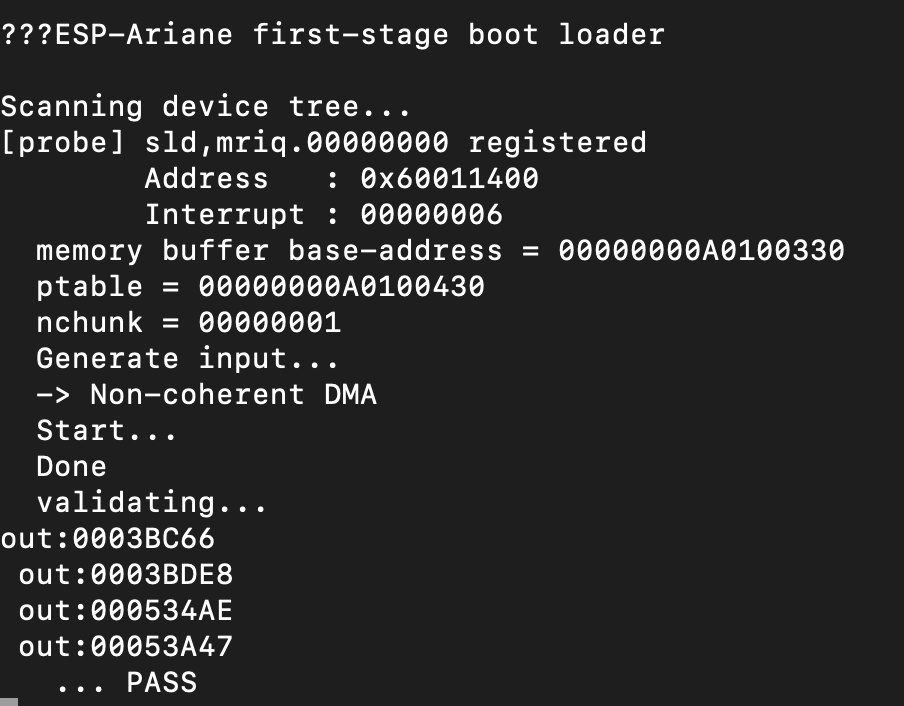 ???ESP-Ariane first-stage boot loader
Scanning device tree...
[probe] sld,mriq.00000000 registered
Address   : 0x60011400
Interrupt : 00000006
memory buffer base-address = 00000000A0100330
ptable = 00000000A0100430
nchunk = 00000001
Generate input...
-> Non-coherent DMA
Start...
Done
validating...
out:0003BC66
out:0003BDE8
out:000534AE
out:00053A47
... PASS